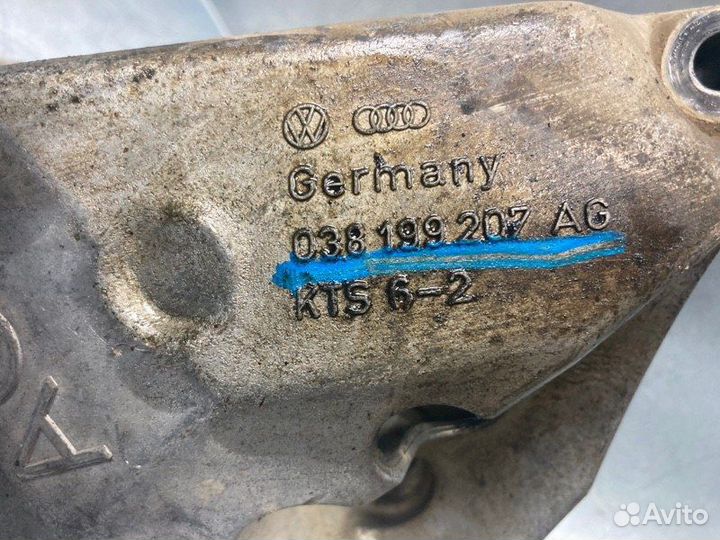 Germany
038 199 207 AG
KTS 6-2
A
Avito